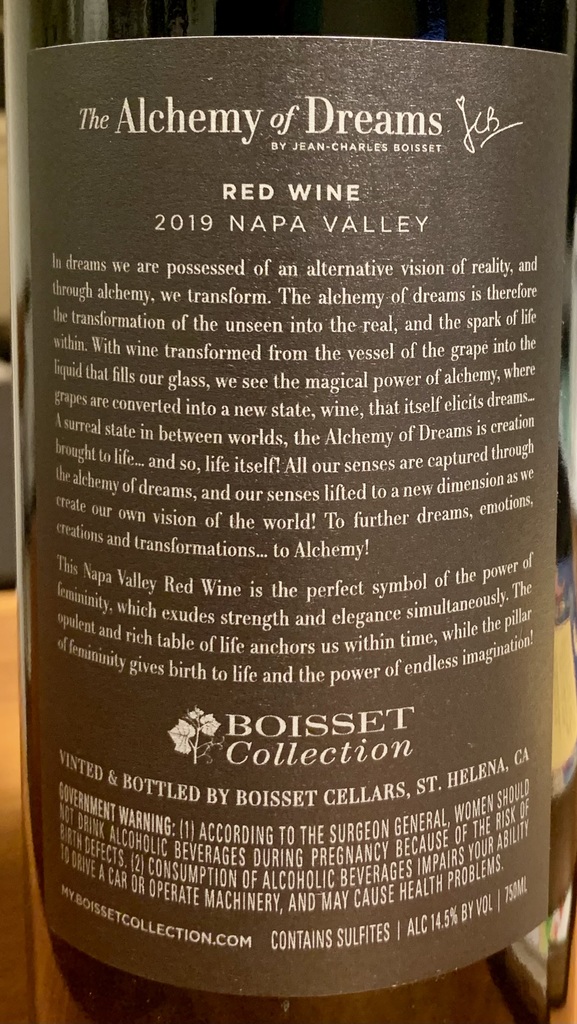 The Alchemy of Dreams JCB
BY JEAN-CHARLES BOISSET
RED WINE
2019 NAPA VALLEY
In dreams we are possessed of an alternative vision of reality, and
through alchemy, we transform. The alchemy of dreams is therefore
the transformation of the unseen into the real, and the spark of life
within. With wine transformed from the vessel of the grape into the
liquid that fills our glass, we see the magical power of alchemy, where
grapes are converted into a new state, wine, that itself elicits dreams...
A surreal state in between worlds, the Alchemy of Dreams is creation
brought to life... and so, life itself! All our senses are captured through
the alchemy of dreams, and our senses lifted to a new dimension as we
create our own vision of the world! To further dreams, emotions,
creations and transformations... to Alchemy!
This Napa Valley Red Wine is the perfect symbol of the power of
femininity, which exudes strength and elegance simultaneously. The
opulent and rich table of life anchors us within time, while the pillar
of femininity gives birth to life and the power of endless imagination!
BOISSET
Collection
VINTED & BOTTLED BY BOISSET CELLARS, ST. HELENA, CA
GOVERNMENT WARNING: (1) ACCORDING TO THE SURGEON GENERAL, WOMEN SHOULD
NOT DRINK ALCOHOLIC BEVERAGES DURING PREGNANCY BECAUSE OF THE RISK OF
BIRTH DEFECTS. (2) CONSUMPTION OF ALCOHOLIC BEVERAGES IMPAIRS YOUR ABILITY
TO DRIVE A CAR OR OPERATE MACHINERY, AND MAY CAUSE HEALTH PROBLEMS.
MY.BOISSETCOLLECTION.COM CONTAINS SULFITES | ALC 14.5% BY VOL | 750ML